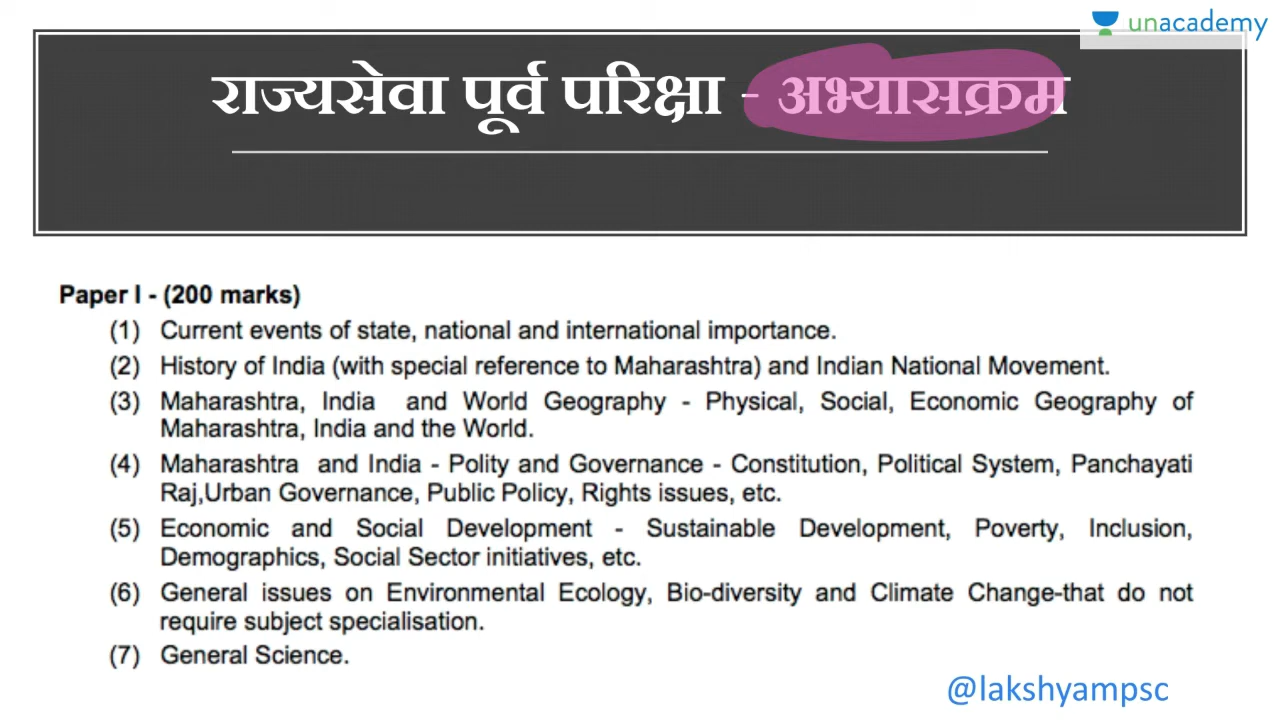 unacademy
राज्यसेवा पूर्व परिक्षा - अभ्यासक्रम
Paper I - (200 marks)
(1) Current events of state, national and international importance.
(2) History of India (with special reference to Maharashtra) and Indian National Movement.
(3) Maharashtra, India and World Geography - Physical, Social, Economic Geography of
Maharashtra, India and the World.
(4) Maharashtra and India - Polity and Governance - Constitution, Political System, Panchayati
Raj,Urban Governance, Public Policy, Rights issues, etc.
(5) Economic and Social Development - Sustainable Development, Poverty, Inclusion,
Demographics, Social Sector initiatives, etc.
(6) General issues on Environmental Ecology, Bio-diversity and Climate Change-that do not
require subject specialisation.
(7) General Science.
@lakshyampsc